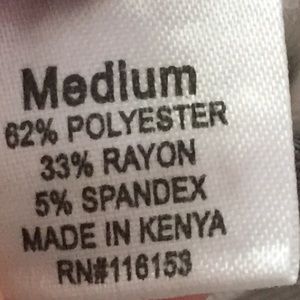 Medium
62% POLYESTER
33% RAYON
5% SPANDEX
MADE IN KENYA
RN#116153